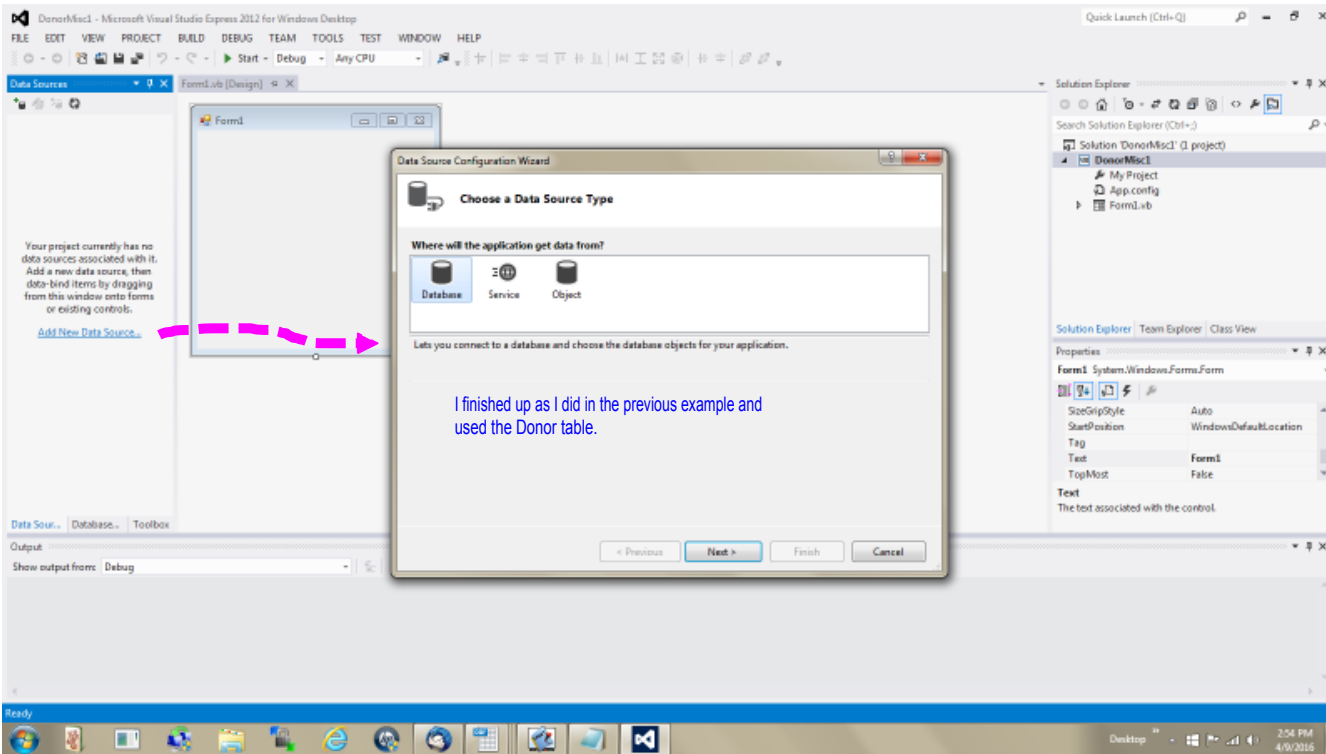 DonorMisc1 - Microsoft Visual Studio Express 2012 for Windows Desktop
Quick Launch (Ctrl+Q)
FILE EDIT VIEW PROJECT BUILD DEBUG TEAM TOOLS TEST WINDOW HELP
Start - Debug Any CPU
Data Sources
Form1.vb [Design]
Form1
Your project currently has no
data sources associated with it.
Add a new data source, then
data-bind items by dragging
from this window onto forms
or existing controls.
Add New Data Source...
Data Sour... Database... Toolbox
Data Source Configuration Wizard
Choose a Data Source Type
Where will the application get data from?
Database Service Object
Lets you connect to a database and choose the database objects for your application.
I finished up as I did in the previous example and
used the Donor table.
< Previous Next > Finish Cancel
Solution Explorer
Search Solution Explorer (Ctrl+;)
Solution 'DonorMisc1' (1 project)
DonorMisc1
My Project
App.config
Form1.vb
Solution Explorer Team Explorer Class View
Properties
Form1 System.Windows.Forms.Form
SizeGripStyle Auto
StartPosition WindowsDefaultLocation
Tag
Text Form1
TopMost False
Text
The text associated with the control.
Output
Show output from: Debug
Ready
Desktop
2:54 PM
4/9/2016